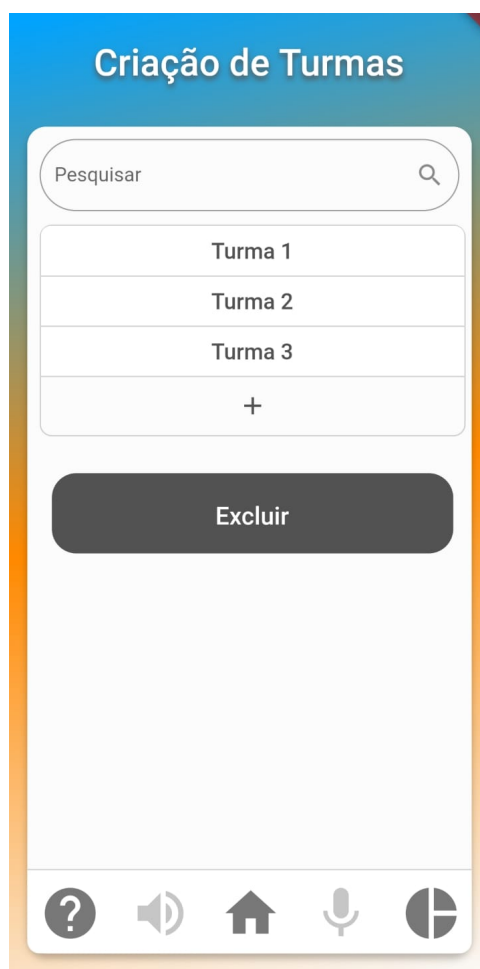 Criação de Turmas
Pesquisar
Turma 1
Turma 2
Turma 3
+
Excluir
?